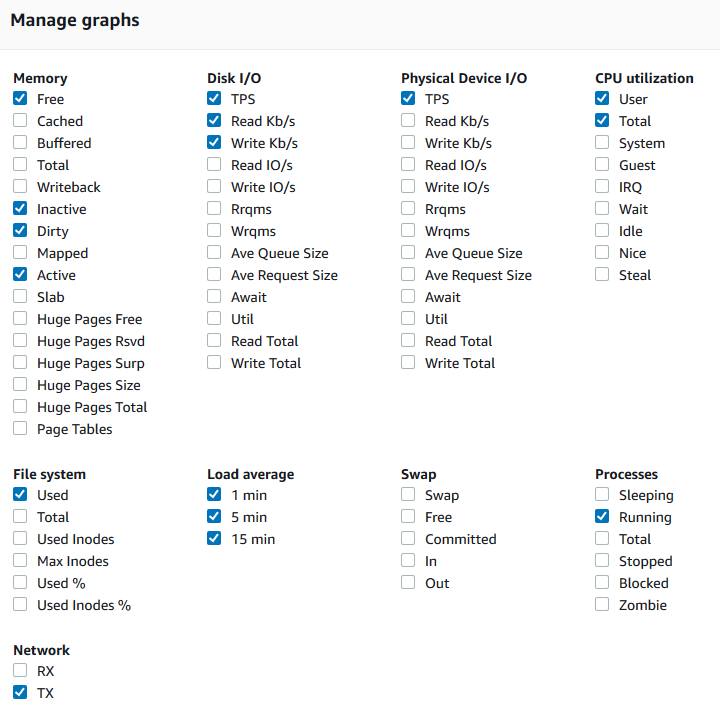 Manage graphs
Memory
Free
Cached
Buffered
Total
Writeback
Inactive
Dirty
Mapped
Active
Slab
Huge Pages Free
Huge Pages Rsvd
Huge Pages Surp
Huge Pages Size
Huge Pages Total
Page Tables
Disk I/O
TPS
Read Kb/s
Write Kb/s
Read IO/s
Write IO/s
Rrqms
Wrqms
Ave Queue Size
Ave Request Size
Await
Util
Read Total
Write Total
Physical Device I/O
TPS
Read Kb/s
Write Kb/s
Read IO/s
Write IO/s
Rrqms
Wrqms
Ave Queue Size
Ave Request Size
Await
Util
Read Total
Write Total
CPU utilization
User
Total
System
Guest
IRQ
Wait
Idle
Nice
Steal
File system
Used
Total
Used Inodes
Max Inodes
Used %
Used Inodes %
Load average
1 min
5 min
15 min
Swap
Swap
Free
Committed
In
Out
Processes
Sleeping
Running
Total
Stopped
Blocked
Zombie
Network
RX
TX